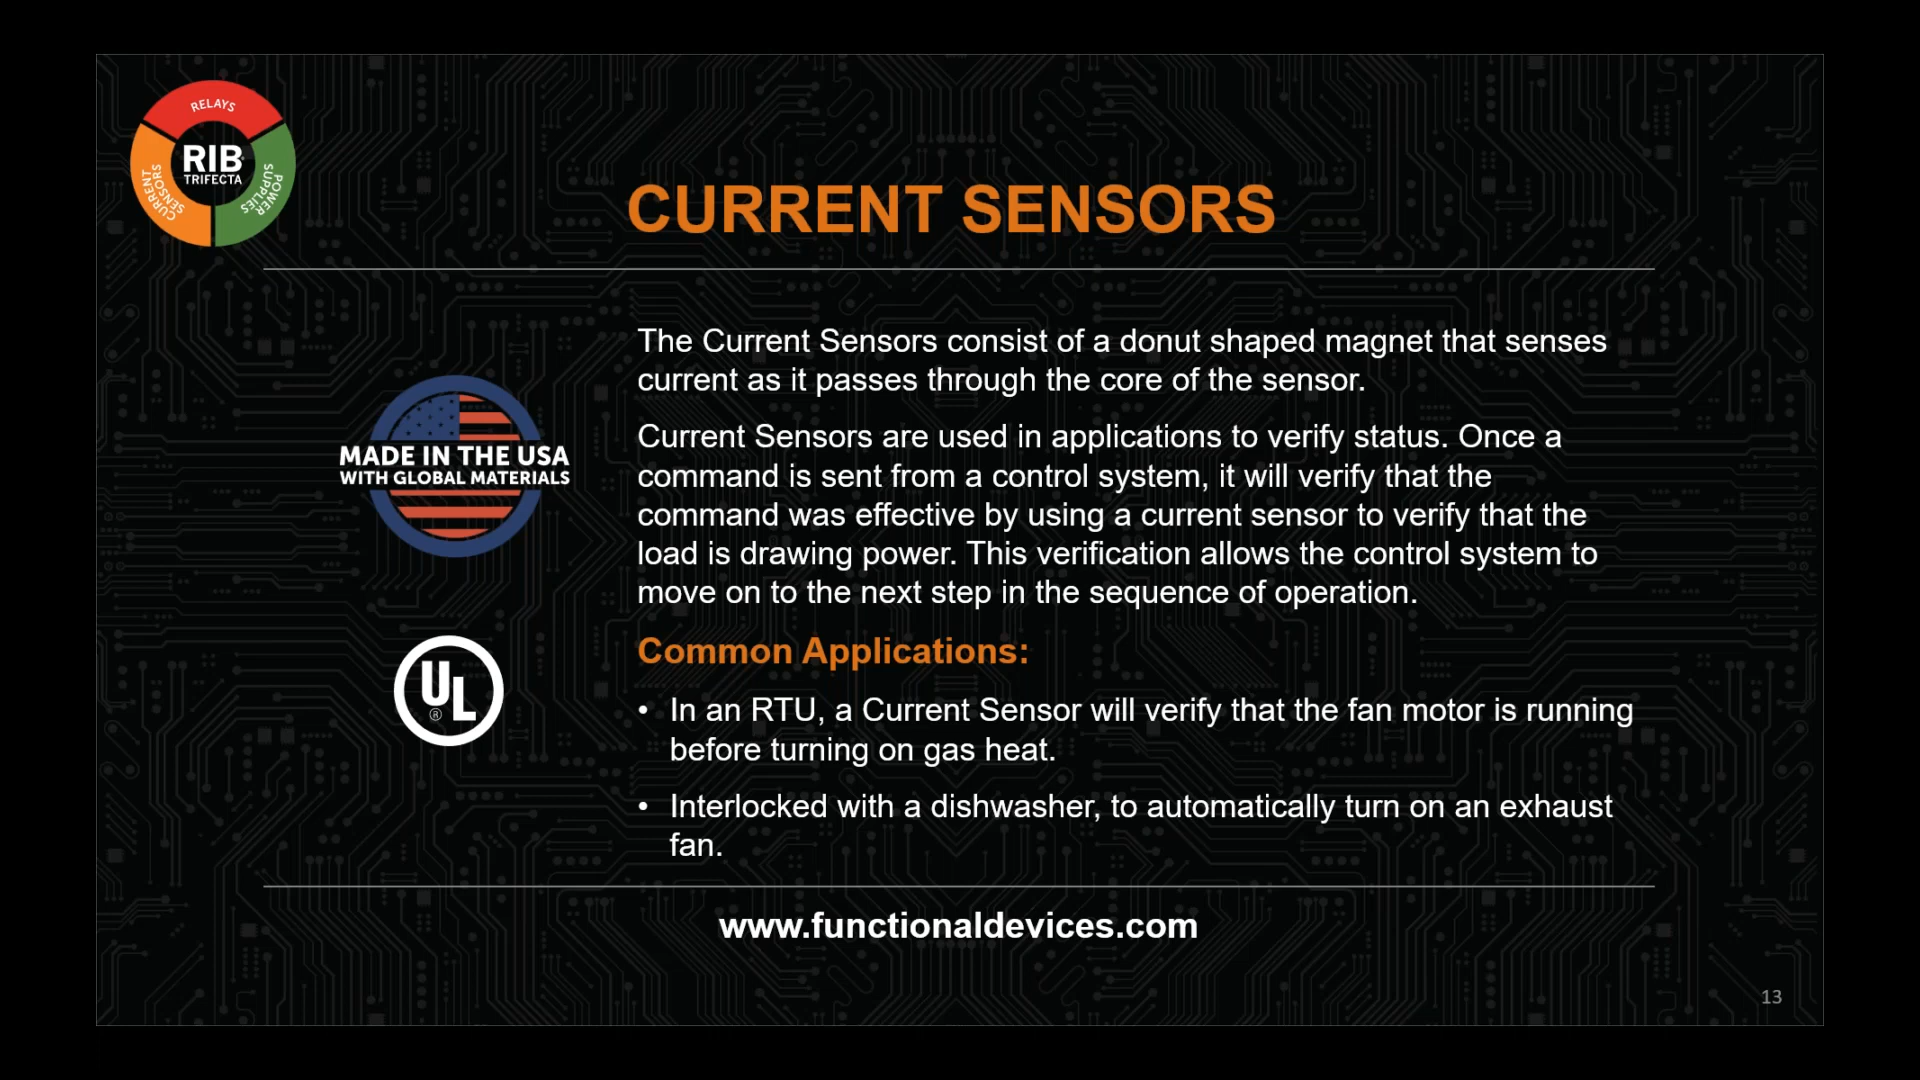 RELAYS
RIB
TRIFECTA
CURRENT
SENSORS
POWER
SUPPLIES
CURRENT SENSORS
The Current Sensors consist of a donut shaped magnet that senses
current as it passes through the core of the sensor.
Current Sensors are used in applications to verify status. Once a
command is sent from a control system, it will verify that the
command was effective by using a current sensor to verify that the
load is drawing power. This verification allows the control system to
move on to the next step in the sequence of operation.
MADE IN THE USA
WITH GLOBAL MATERIALS
UL
®
Common Applications:
• In an RTU, a Current Sensor will verify that the fan motor is running
before turning on gas heat.
• Interlocked with a dishwasher, to automatically turn on an exhaust
fan.
www.functionaldevices.com
13